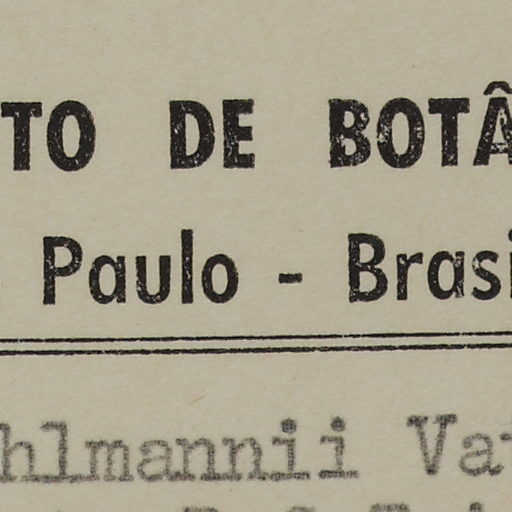 TO DE BOTÂ
Paulo - Brasi
hlmannii Va